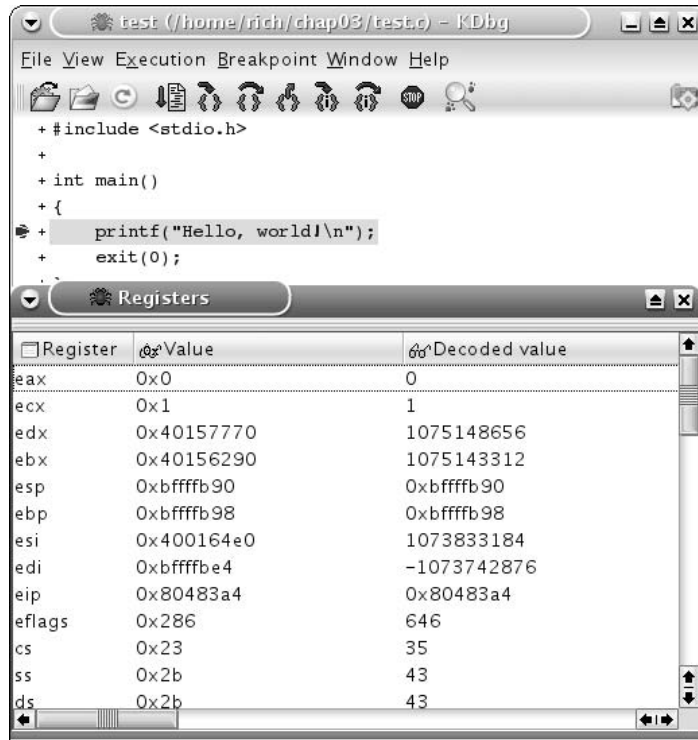 test (/home/rich/chap03/test.c) - KDbg
File View Execution Breakpoint Window Help
STOP
+ #include <stdio.h>
+
+ int main()
+ {
+ printf("Hello, world!\n");
+ exit(0);
Registers
Register Value Decoded value
eax 0x0 0
ecx 0x1 1
edx 0x40157770 1075148656
ebx 0x40156290 1075143312
esp 0xbffffb90 0xbffffb90
ebp 0xbffffb98 0xbffffb98
esi 0x400164e0 1073833184
edi 0xbffffbe4 -1073742876
eip 0x80483a4 0x80483a4
eflags 0x286 646
cs 0x23 35
ss 0x2b 43
ds 0x2b 43